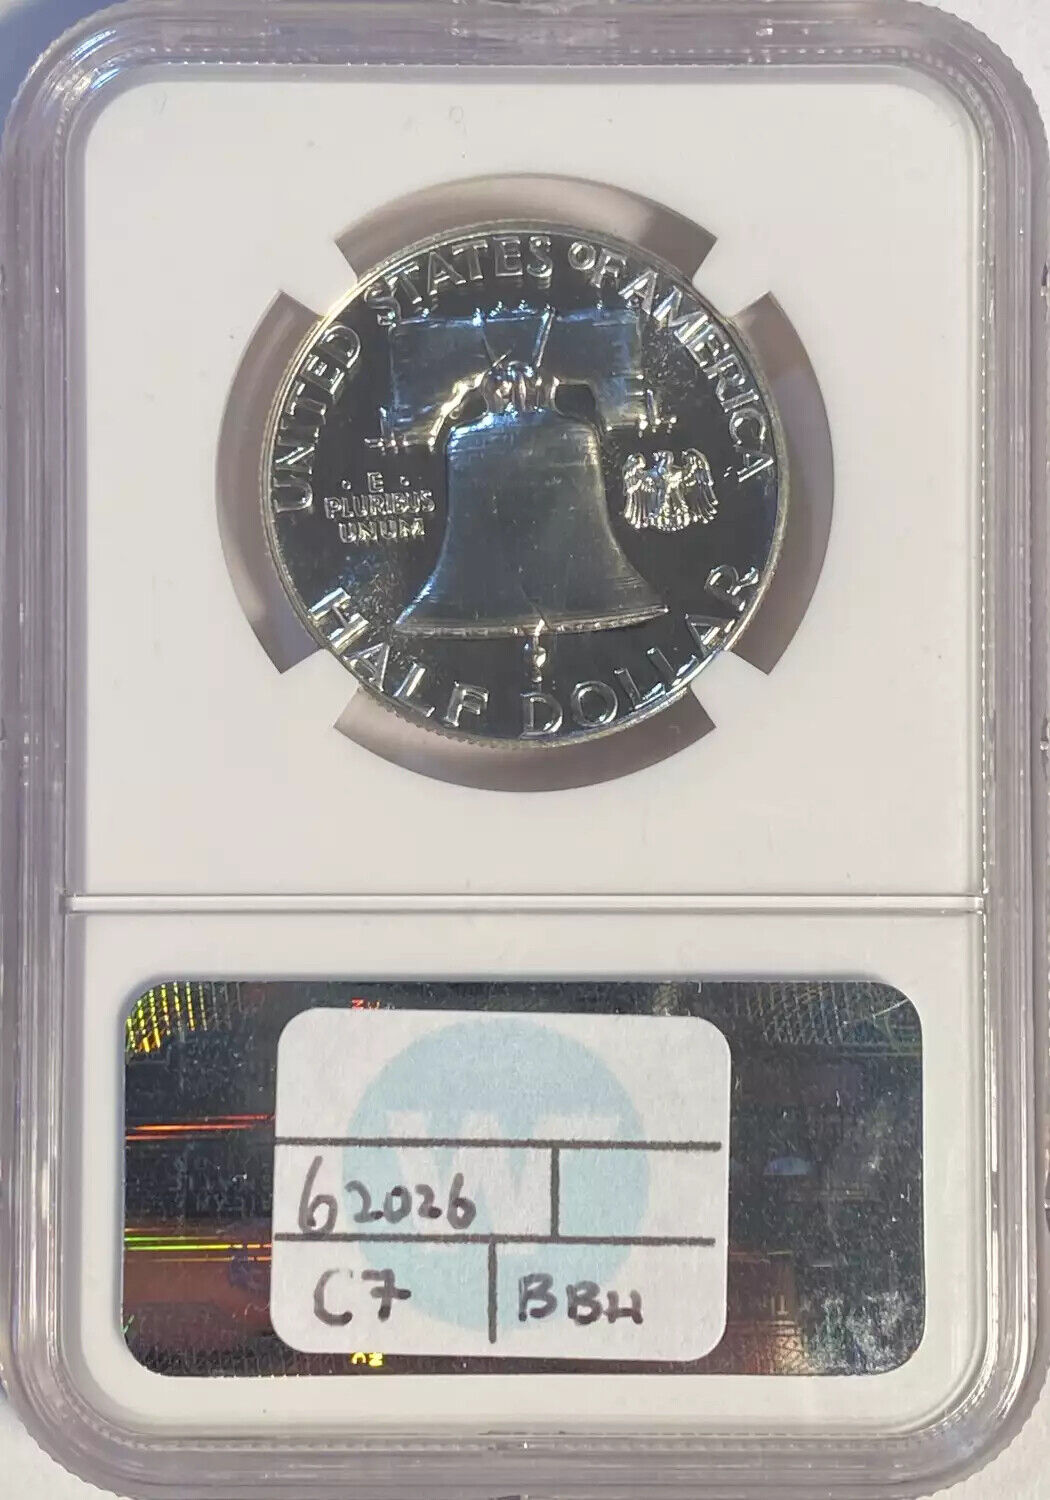 UNITED STATES OF AMERICA
· E ·
PLURIBUS
UNUM
HALF DOLLAR
W
62026
C7 BBH